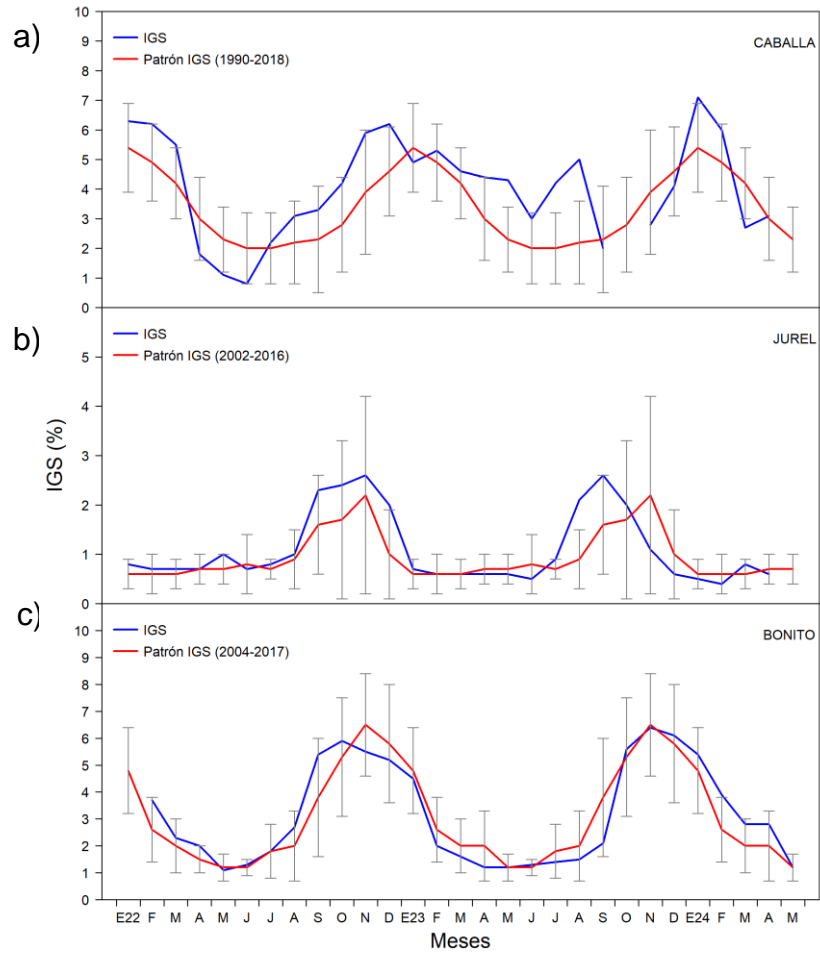 a)
10
9
8
7
6
5
4
3
2
1
0
IGS
Patrón IGS (1990-2018)
CABALLA
b)
5
4
3
2
1
0
IGS
Patrón IGS (2002-2016)
JUREL
IGS (%)
c)
10
9
8
7
6
5
4
3
2
1
0
IGS
Patrón IGS (2004-2017)
BONITO
E22 F M A M J J A S O N D E23 F M A M J J A S O N D E24 F M A M
Meses